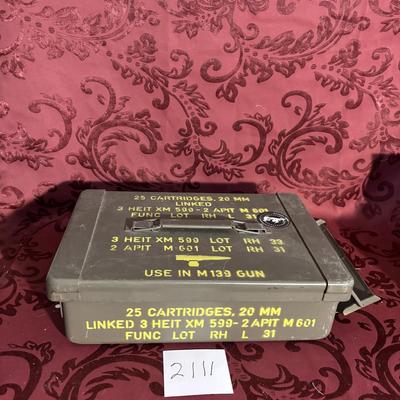 25 CARTRIDGES, 20 MM
LINKED
3 HEIT XM 599-2 APIT M 601
FUNC LOT RH L 31
3 HEIT XM 599 LOT RH 33
2 APIT M 601 LOT RH 31
USE IN M 139 GUN
25 CARTRIDGES, 20 MM
LINKED 3 HEIT XM 599-2 APIT M 601
FUNC LOT RH L 31
2111